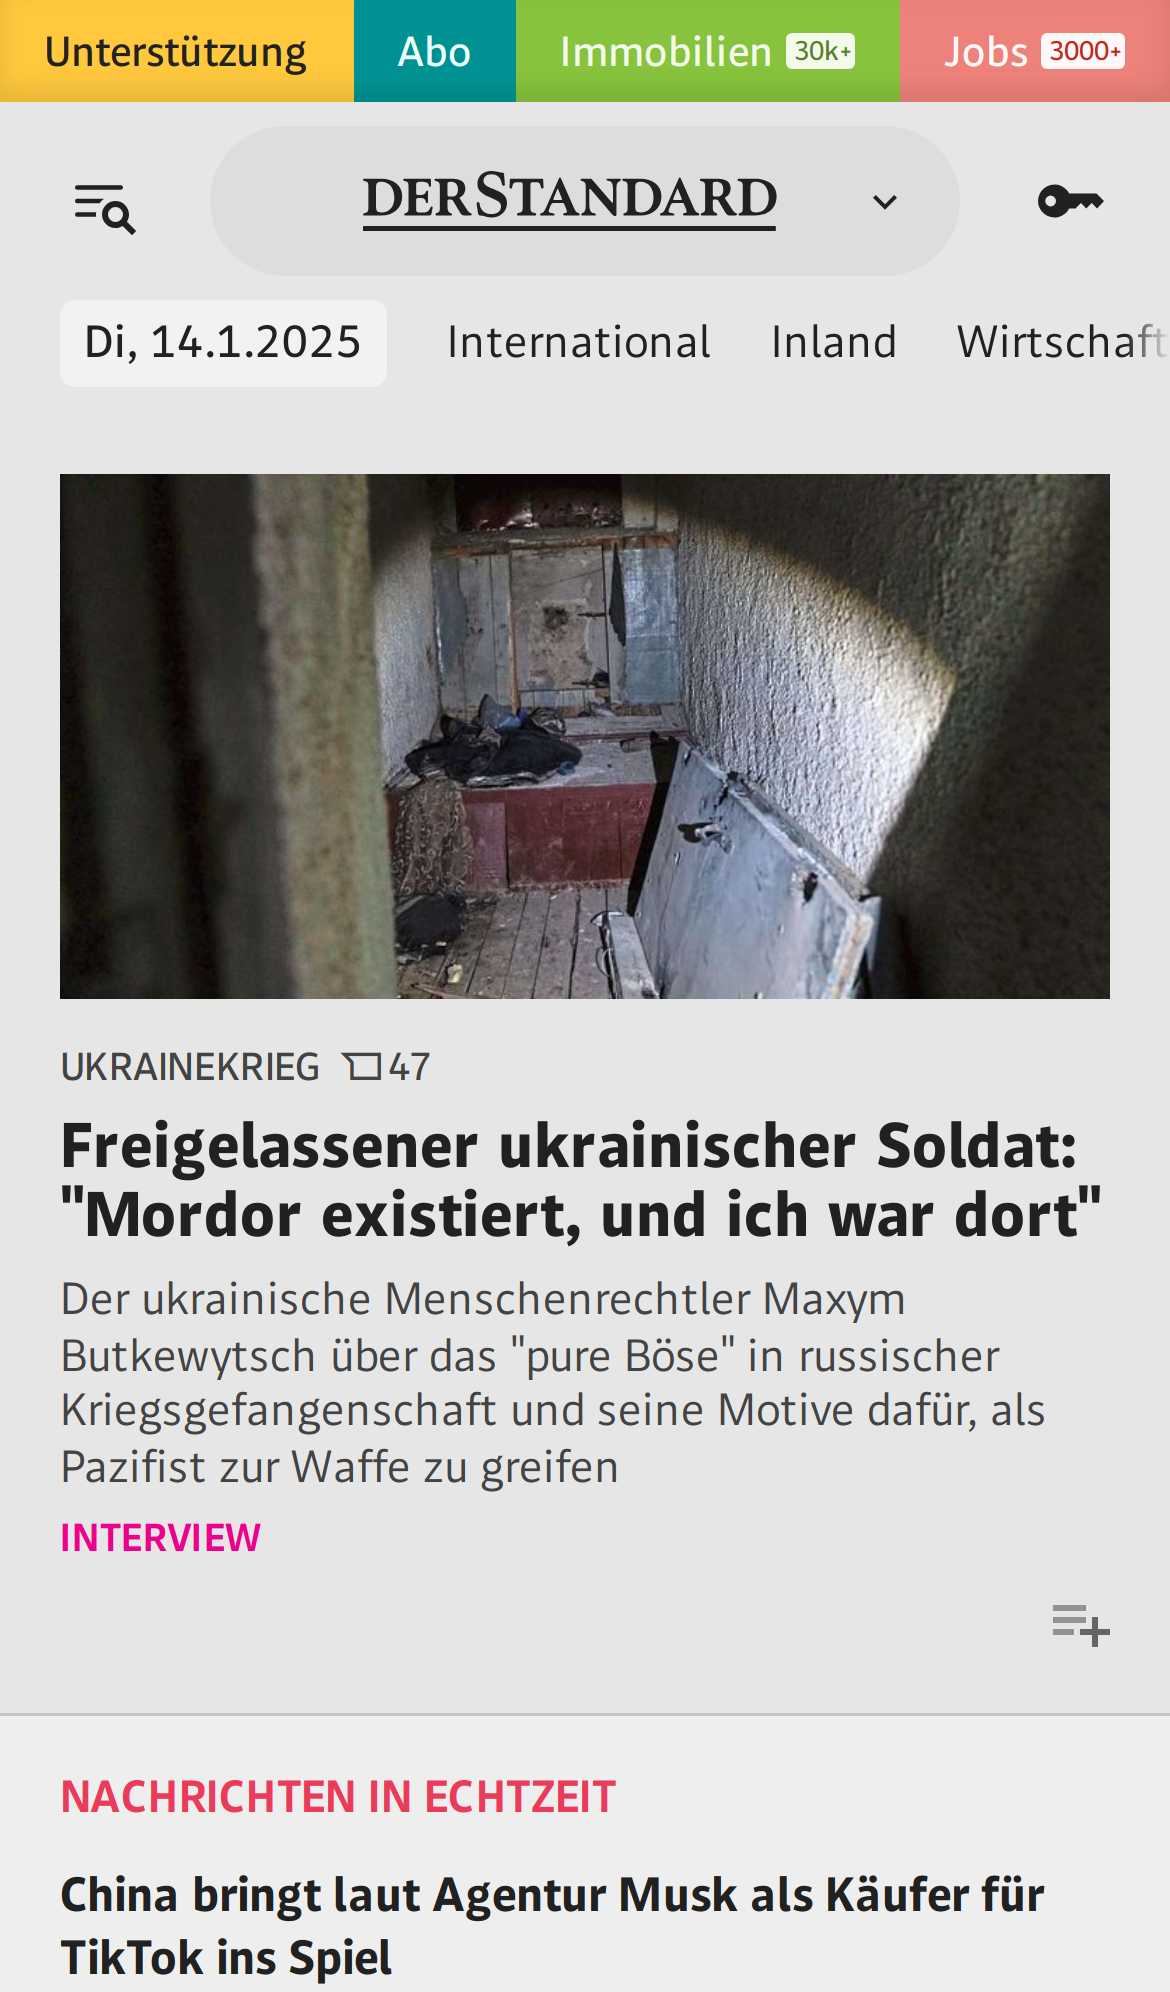 Unterstützung Abo Immobilien 30k+ Jobs 3000+
DERSTANDARD
Di, 14.1.2025 International Inland Wirtschaft
UKRAINEKRIEG 47
Freigelassener ukrainischer Soldat:
"Mordor existiert, und ich war dort"
Der ukrainische Menschenrechtler Maxym
Butkewytsch über das "pure Böse" in russischer
Kriegsgefangenschaft und seine Motive dafür, als
Pazifist zur Waffe zu greifen
INTERVIEW
NACHRICHTEN IN ECHTZEIT
China bringt laut Agentur Musk als Käufer für
TikTok ins Spiel